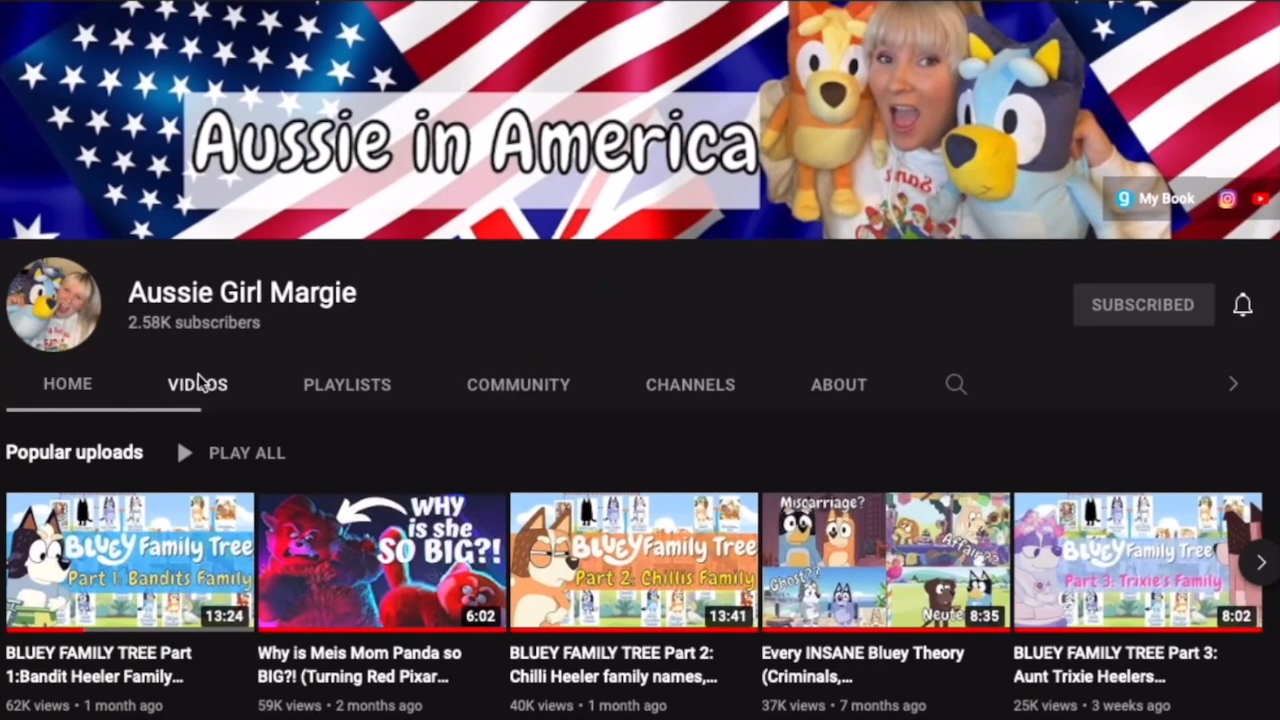 Aussie in America
My Book
Aussie Girl Margie
2.58K subscribers
SUBSCRIBED
HOME VIDEOS PLAYLISTS COMMUNITY CHANNELS ABOUT
Popular uploads PLAY ALL
BLUEY Family Tree
Part 1: Bandits Family
13:24
WHY
is she
SO BIG?!
6:02
BLUEY Family Tree
Part 2: Chillis Family
13:41
Miscarriage?
Affair??
Ghost??
Neute
8:35
BLUEY Family Tree
Part 3: Trixie's Family
8:02
BLUEY FAMILY TREE Part
1:Bandit Heeler Family...
62K views • 1 month ago
Why is Meis Mom Panda so
BIG?! (Turning Red Pixar...
59K views • 2 months ago
BLUEY FAMILY TREE Part 2:
Chilli Heeler family names,...
40K views • 1 month ago
Every INSANE Bluey Theory
(Criminals,...
37K views • 7 months ago
BLUEY FAMILY TREE Part 3:
Aunt Trixie Heelers...
25K views • 3 weeks ago